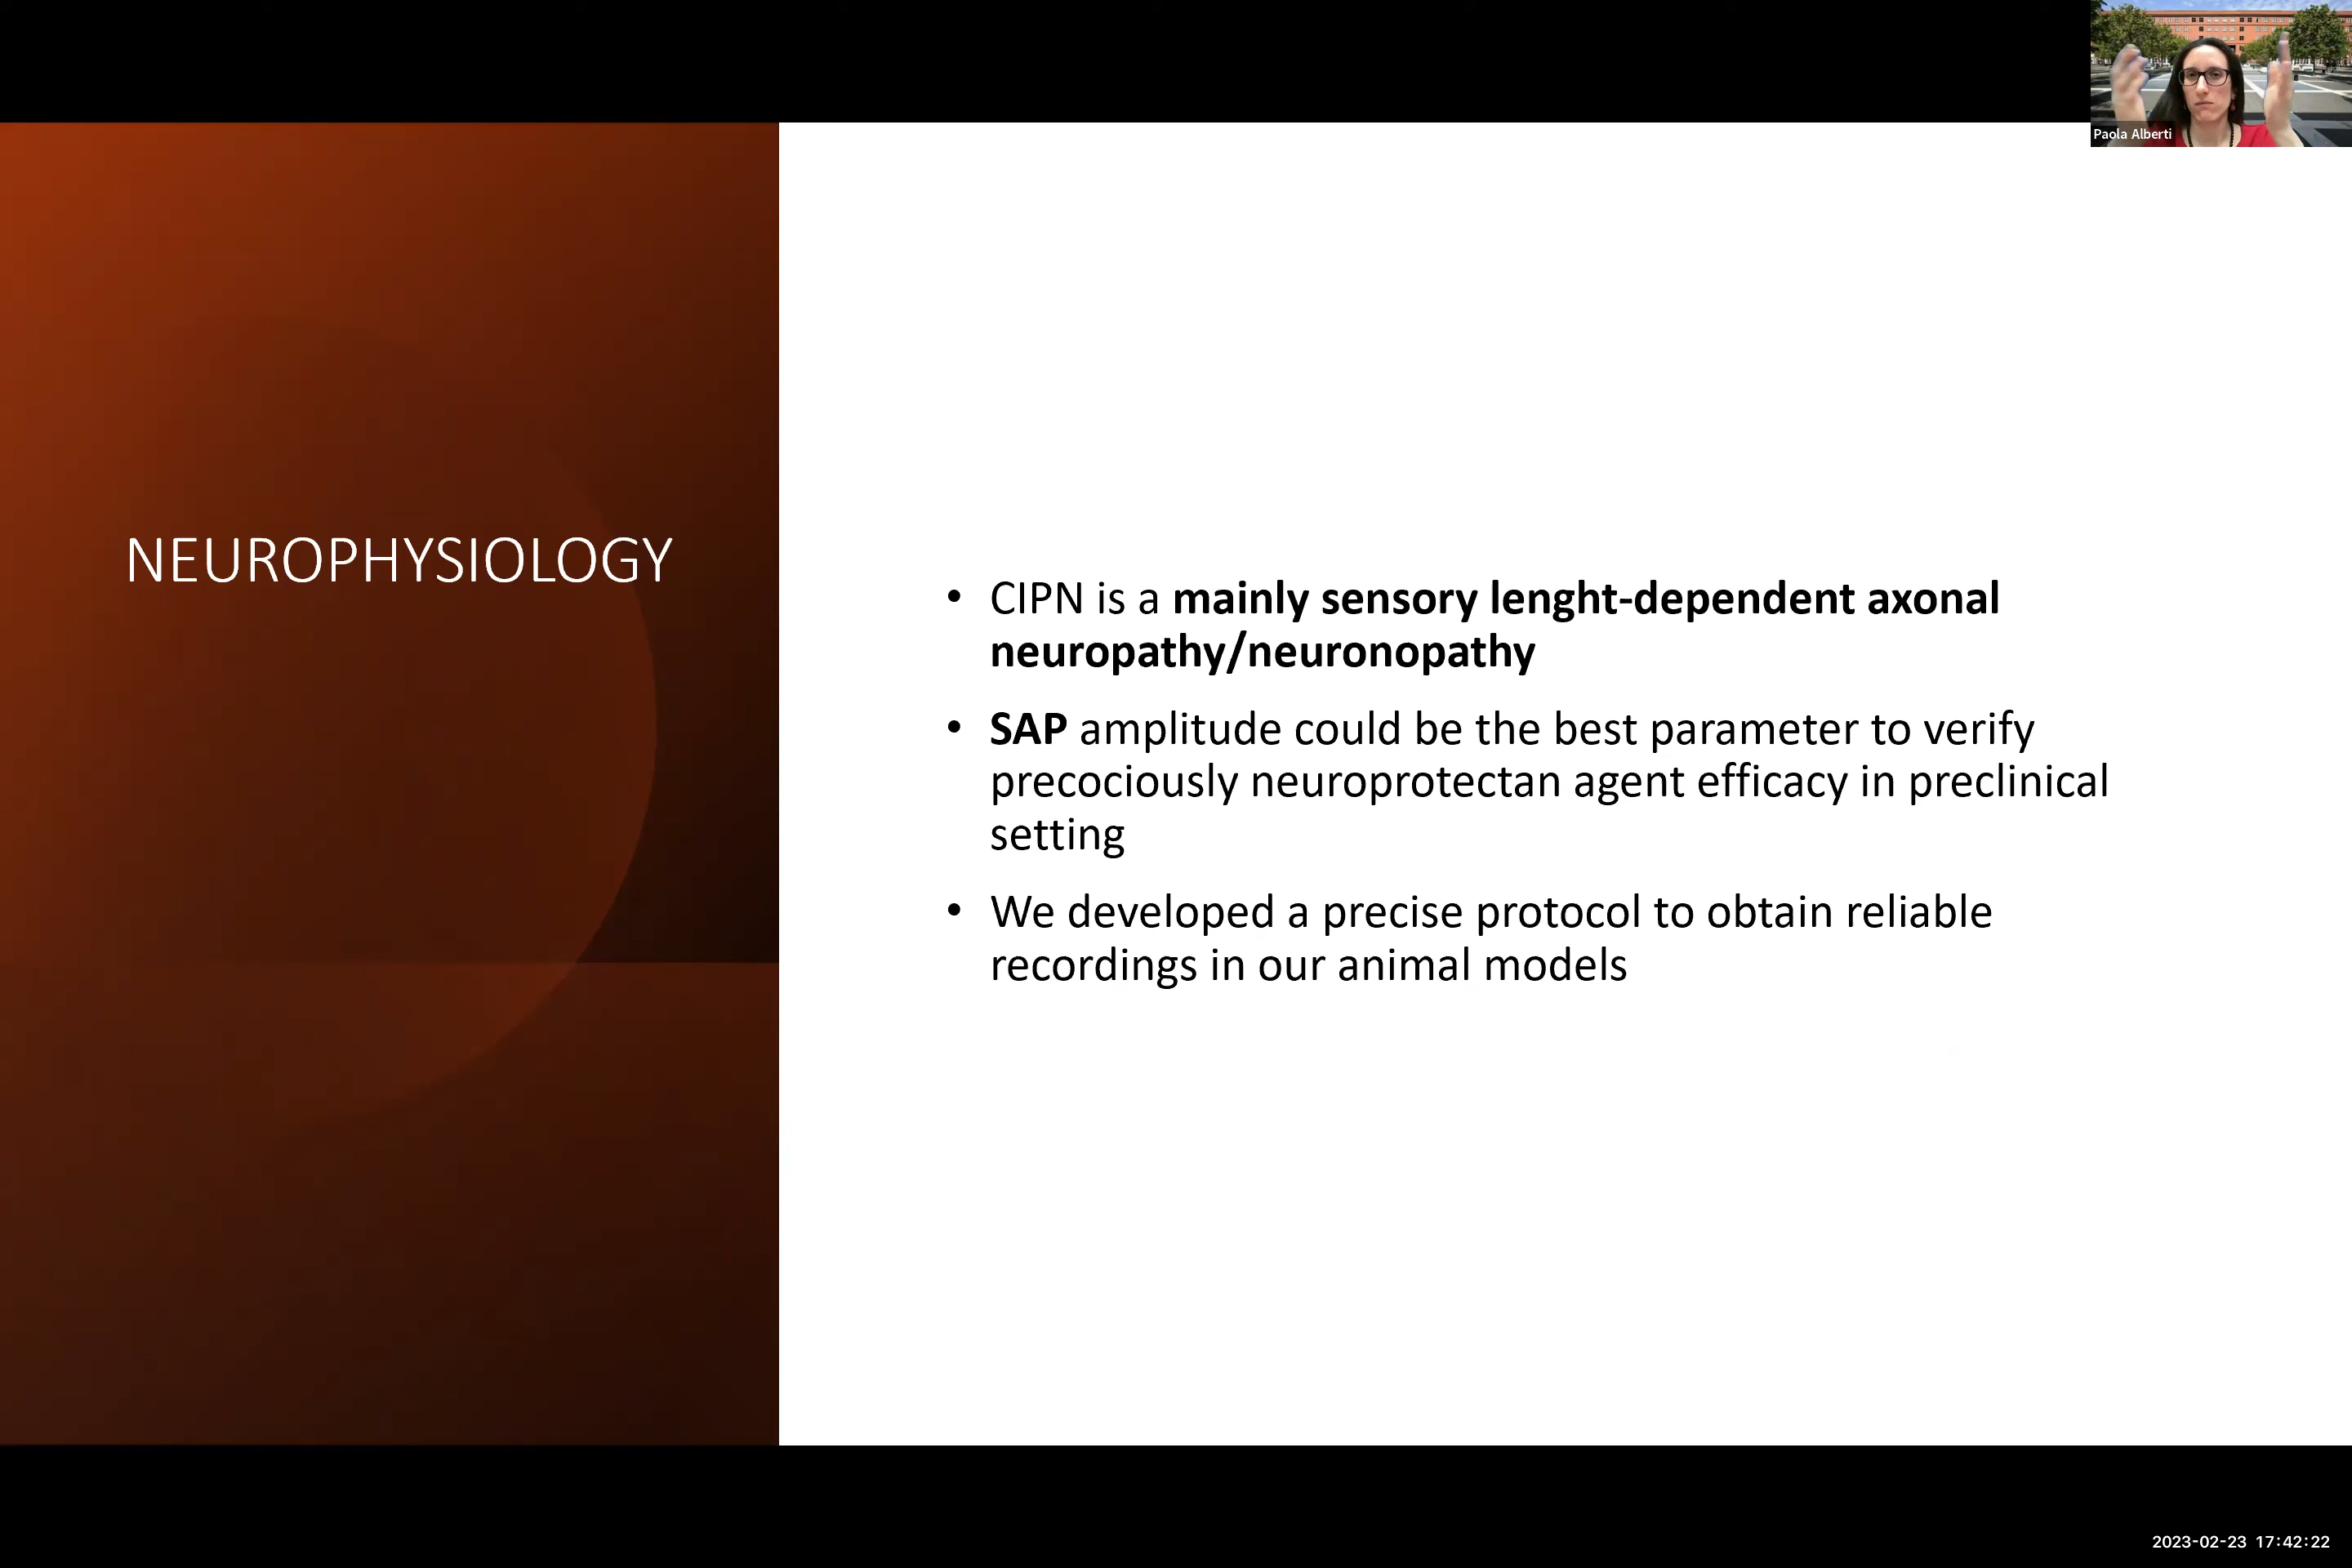 Paola Alberti
NEUROPHYSIOLOGY
• CIPN is a mainly sensory lenght-dependent axonal
neuropathy/neuronopathy
• SAP amplitude could be the best parameter to verify
precociously neuroprotectan agent efficacy in preclinical
setting
• We developed a precise protocol to obtain reliable
recordings in our animal models
2023-02-23 17:42:22